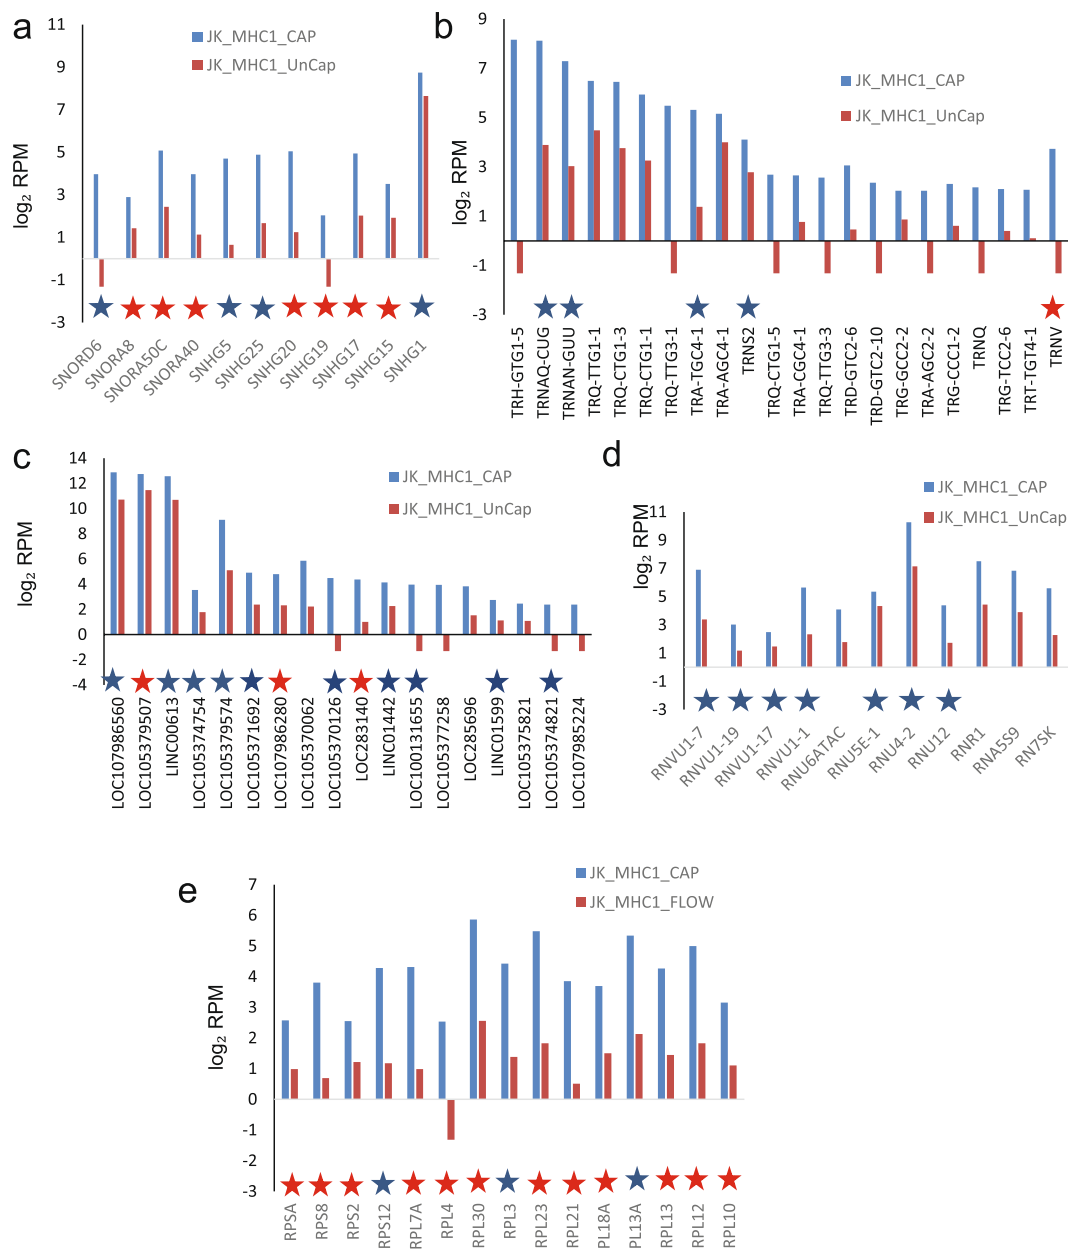 a
11
9
7
5
3
1
-1
-3
log₂ RPM
JK_MHC1_CAP
JK_MHC1_UnCap
SNORD6
SNORA8
SNORA50C
SNORA40
SNHG5
SNHG25
SNHG20
SNHG19
SNHG17
SNHG15
SNHG1
b
9
7
5
3
1
-1
-3
log₂ RPM
JK_MHC1_CAP
JK_MHC1_UnCap
TRH-GTG1-5
TRNAQ-CUG
TRNAN-GUU
TRQ-TTG1-1
TRQ-CTG1-3
TRQ-CTG1-1
TRQ-TTG3-1
TRA-TGC4-1
TRA-AGC4-1
TRNS2
TRQ-CTG1-5
TRA-CGC4-1
TRQ-TTG3-3
TRD-GTC2-6
TRD-GTC2-10
TRG-GCC2-2
TRA-AGC2-2
TRG-CCC1-2
TRNQ
TRG-TCC2-6
TRT-TGT4-1
TRNV
c
14
12
10
8
6
4
2
0
-2
-4
log₂ RPM
JK_MHC1_CAP
JK_MHC1_UnCap
LOC107986560
LOC105379507
LINC00613
LOC105374754
LOC105379574
LOC105371692
LOC107986280
LOC105370062
LOC105370126
LOC283140
LINC01442
LOC100131655
LOC105377258
LOC285696
LINC01599
LOC105375821
LOC105374821
LOC107985224
d
11
9
7
5
3
1
-1
-3
log₂ RPM
JK_MHC1_CAP
JK_MHC1_UnCap
RNVU1-7
RNVU1-19
RNVU1-17
RNVU1-1
RNU6ATAC
RNU5E-1
RNU4-2
RNU12
RNR1
RNA5S9
RN7SK
e
7
6
5
4
3
2
1
0
-1
-2
-3
log₂ RPM
JK_MHC1_CAP
JK_MHC1_FLOW
RPSA
RPS8
RPS2
RPS12
RPL7A
RPL4
RPL30
RPL3
RPL23
RPL21
PL18A
PL13A
RPL13
RPL12
RPL10